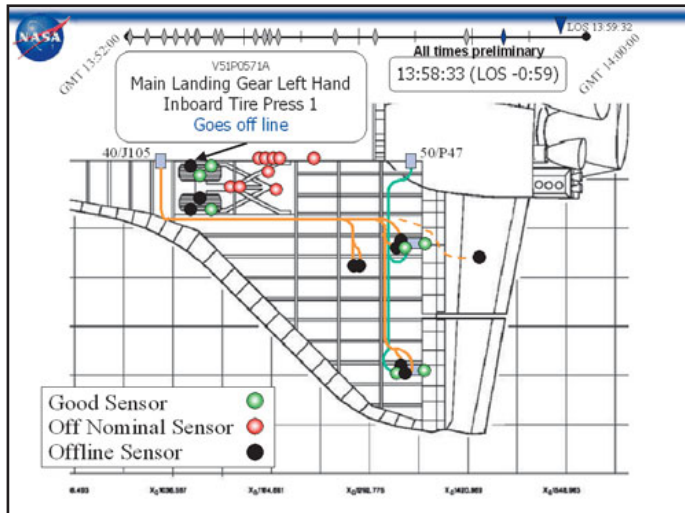 NASA
LOS 13:59:32
GMT 13:52:00
GMT 14:00:00
All times preliminary
13:58:33 (LOS -0:59)
V51P0571A
Main Landing Gear Left Hand
Inboard Tire Press 1
Goes off line
40/J105
50/P47
Good Sensor
Off Nominal Sensor
Offline Sensor